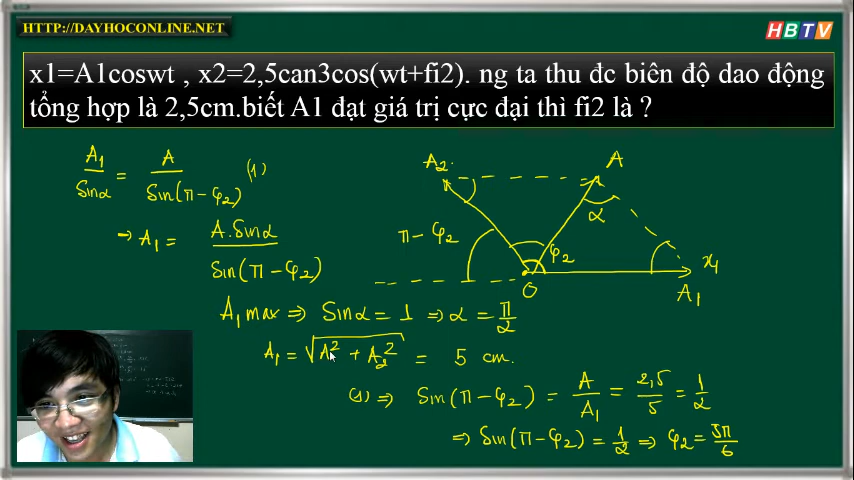 HTTP://DAYHOCONLINE.NET
HBTV
x1=A1coswt , x2=2,5can3cos(wt+fi2). ng ta thu đc biên độ dao động
tổng hợp là 2,5cm.biết A1 đạt giá trị cực đại thì fi2 là ?
A₁/Sinα = A/Sin(π-φ₂) (1)
→ A₁ = A.Sinα/Sin(π-φ₂)
A₂
A
α
π-φ₂
φ₂
x₁
O
A₁
A₁ max ⇒ Sinα = 1 ⇒ α = π/2
A₁ = √(A² + A₂²) = 5 cm.
(1) ⇒ Sin(π-φ₂) = A/A₁ = 2,5/5 = 1/2
⇒ Sin(π-φ₂) = 1/2 ⇒ φ₂ = 5π/6